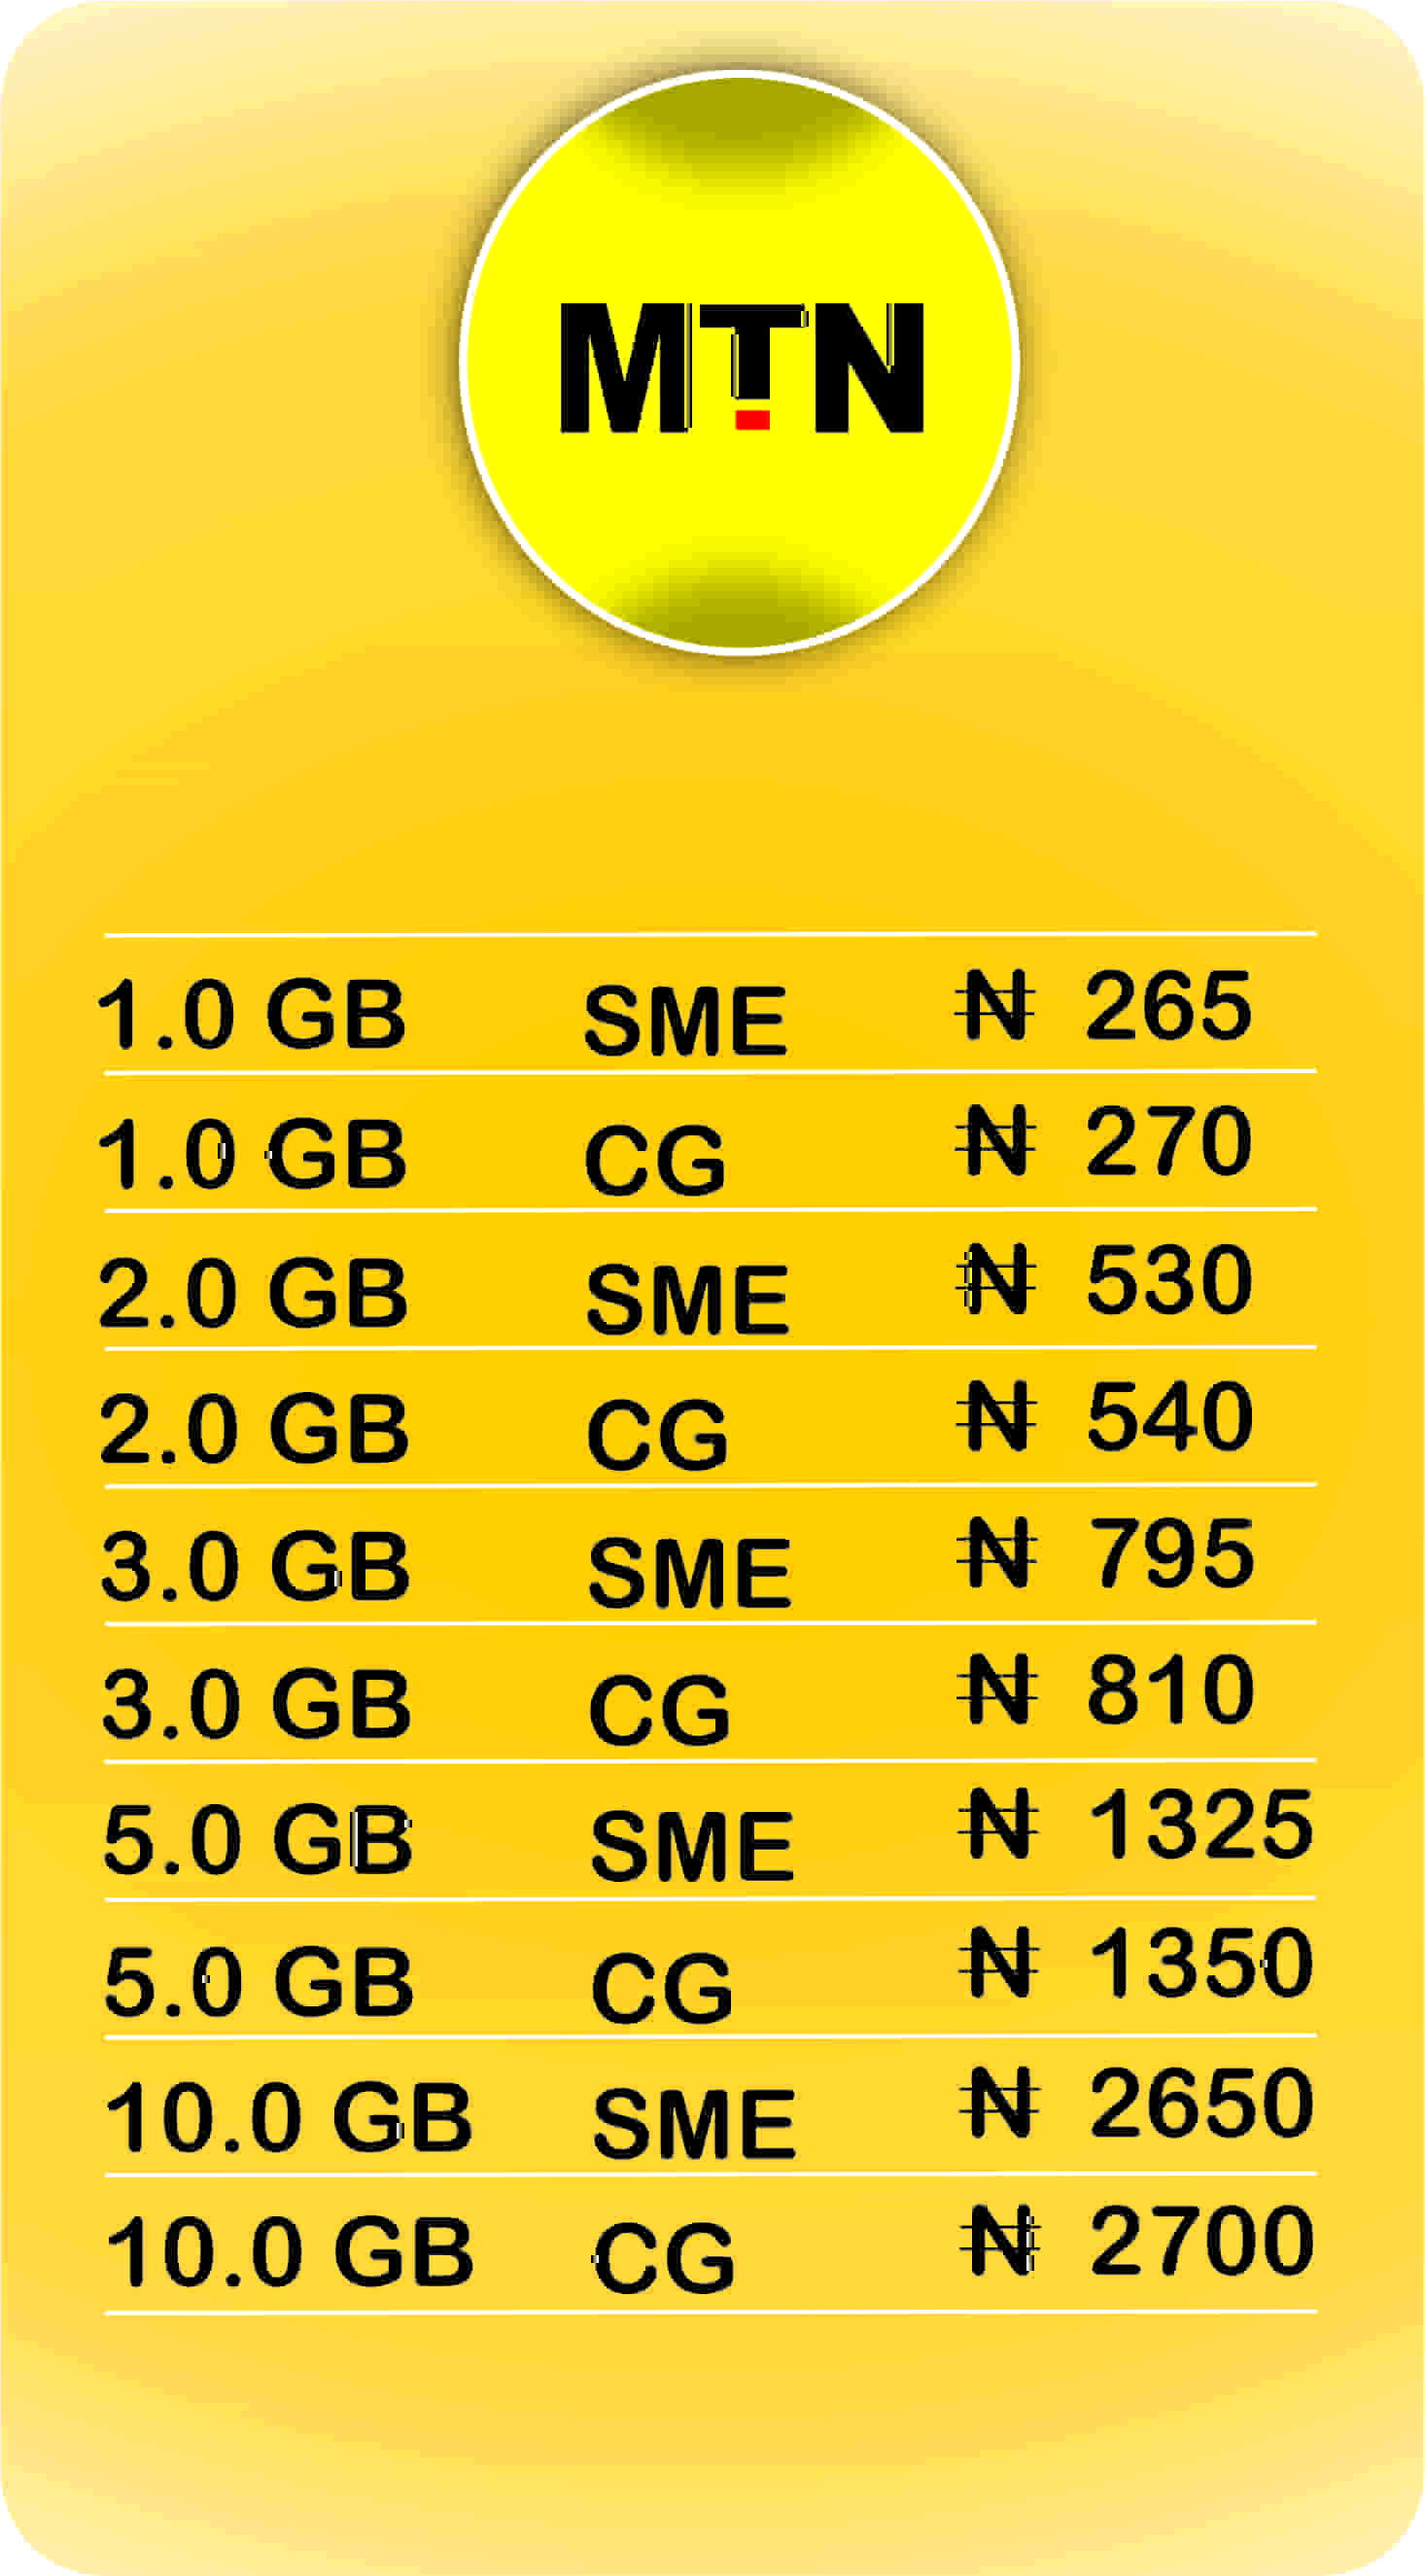 MTN
1.0 GB SME ₦ 265
1.0 GB CG ₦ 270
2.0 GB SME ₦ 530
2.0 GB CG ₦ 540
3.0 GB SME ₦ 795
3.0 GB CG ₦ 810
5.0 GB SME ₦ 1325
5.0 GB CG ₦ 1350
10.0 GB SME ₦ 2650
10.0 GB CG ₦ 2700